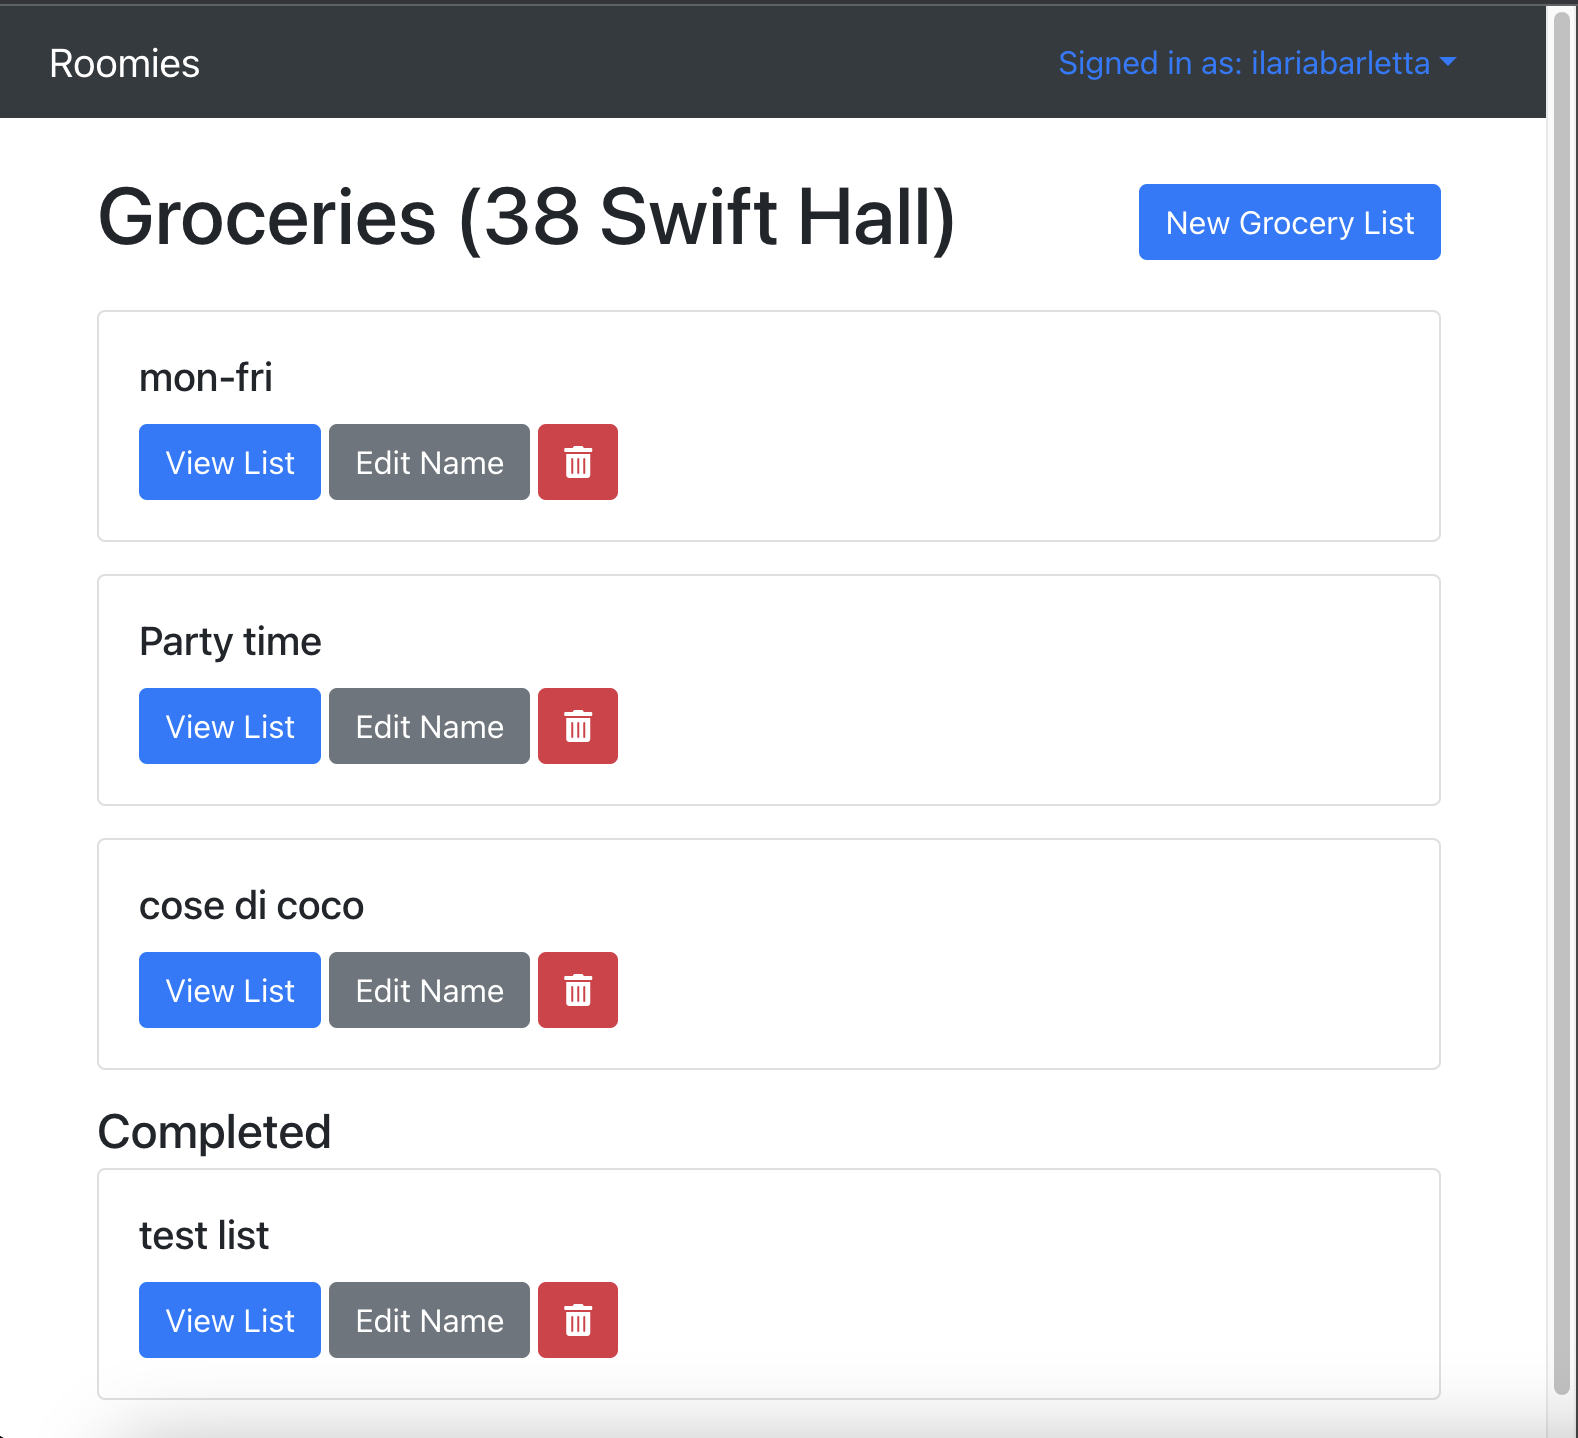 Roomies
Signed in as: ilariabarletta
Groceries (38 Swift Hall)
New Grocery List
mon-fri
View List
Edit Name
Party time
View List
Edit Name
cose di coco
View List
Edit Name
Completed
test list
View List
Edit Name